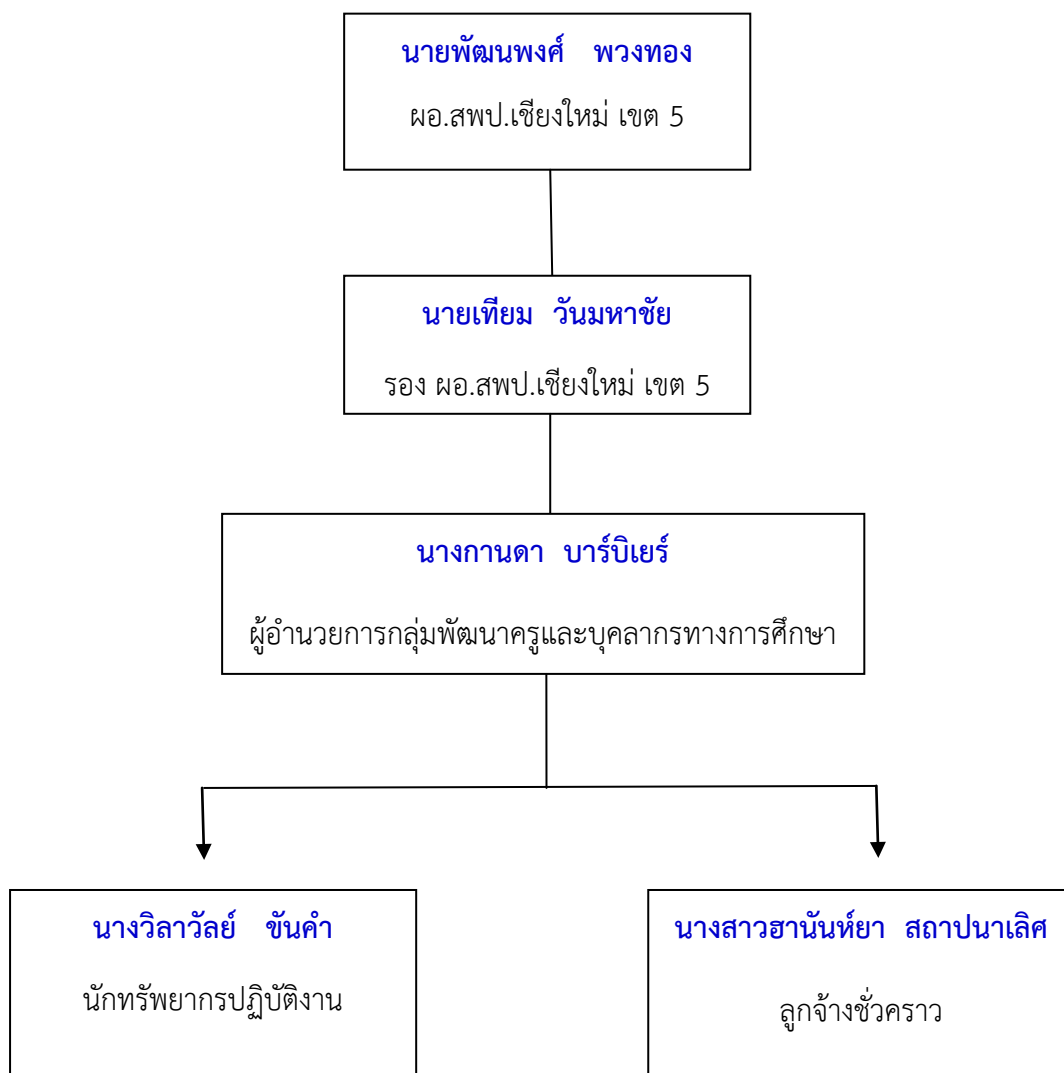 นายพัฒนพงศ์ พวงทอง
ผอ.สพป.เชียงใหม่ เขต 5
นายเทียม วันมหาชัย
รอง ผอ.สพป.เชียงใหม่ เขต 5
นางกานดา บาร์บิเยร์
ผู้อำนวยการกลุ่มพัฒนาครูและบุคลากรทางการศึกษา
นางวิลาวัลย์ ขันคำ
นักทรัพยากรปฏิบัติงาน
นางสาวฮานันห์ยา สถาปนาเลิศ
ลูกจ้างชั่วคราว